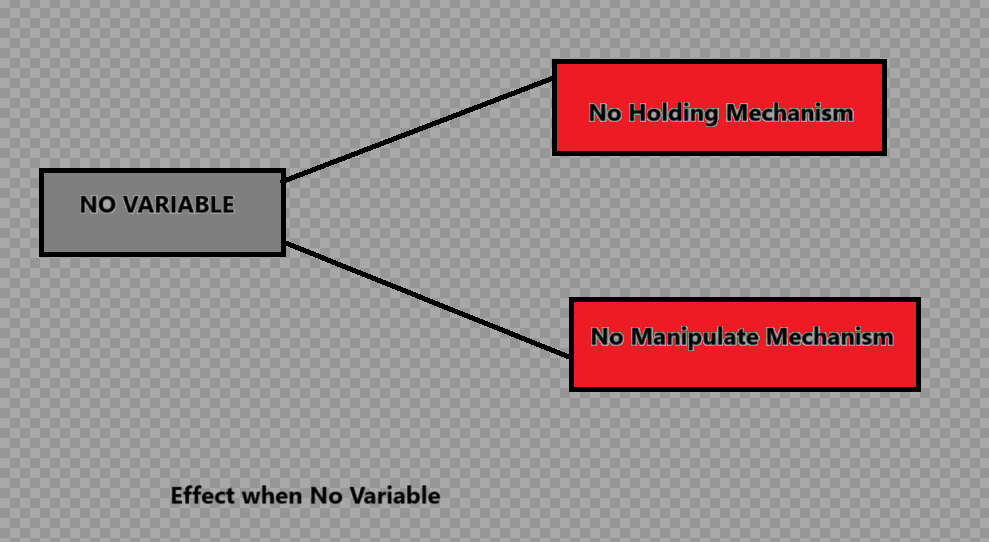 No Holding Mechanism
NO VARIABLE
No Manipulate Mechanism
Effect when No Variable